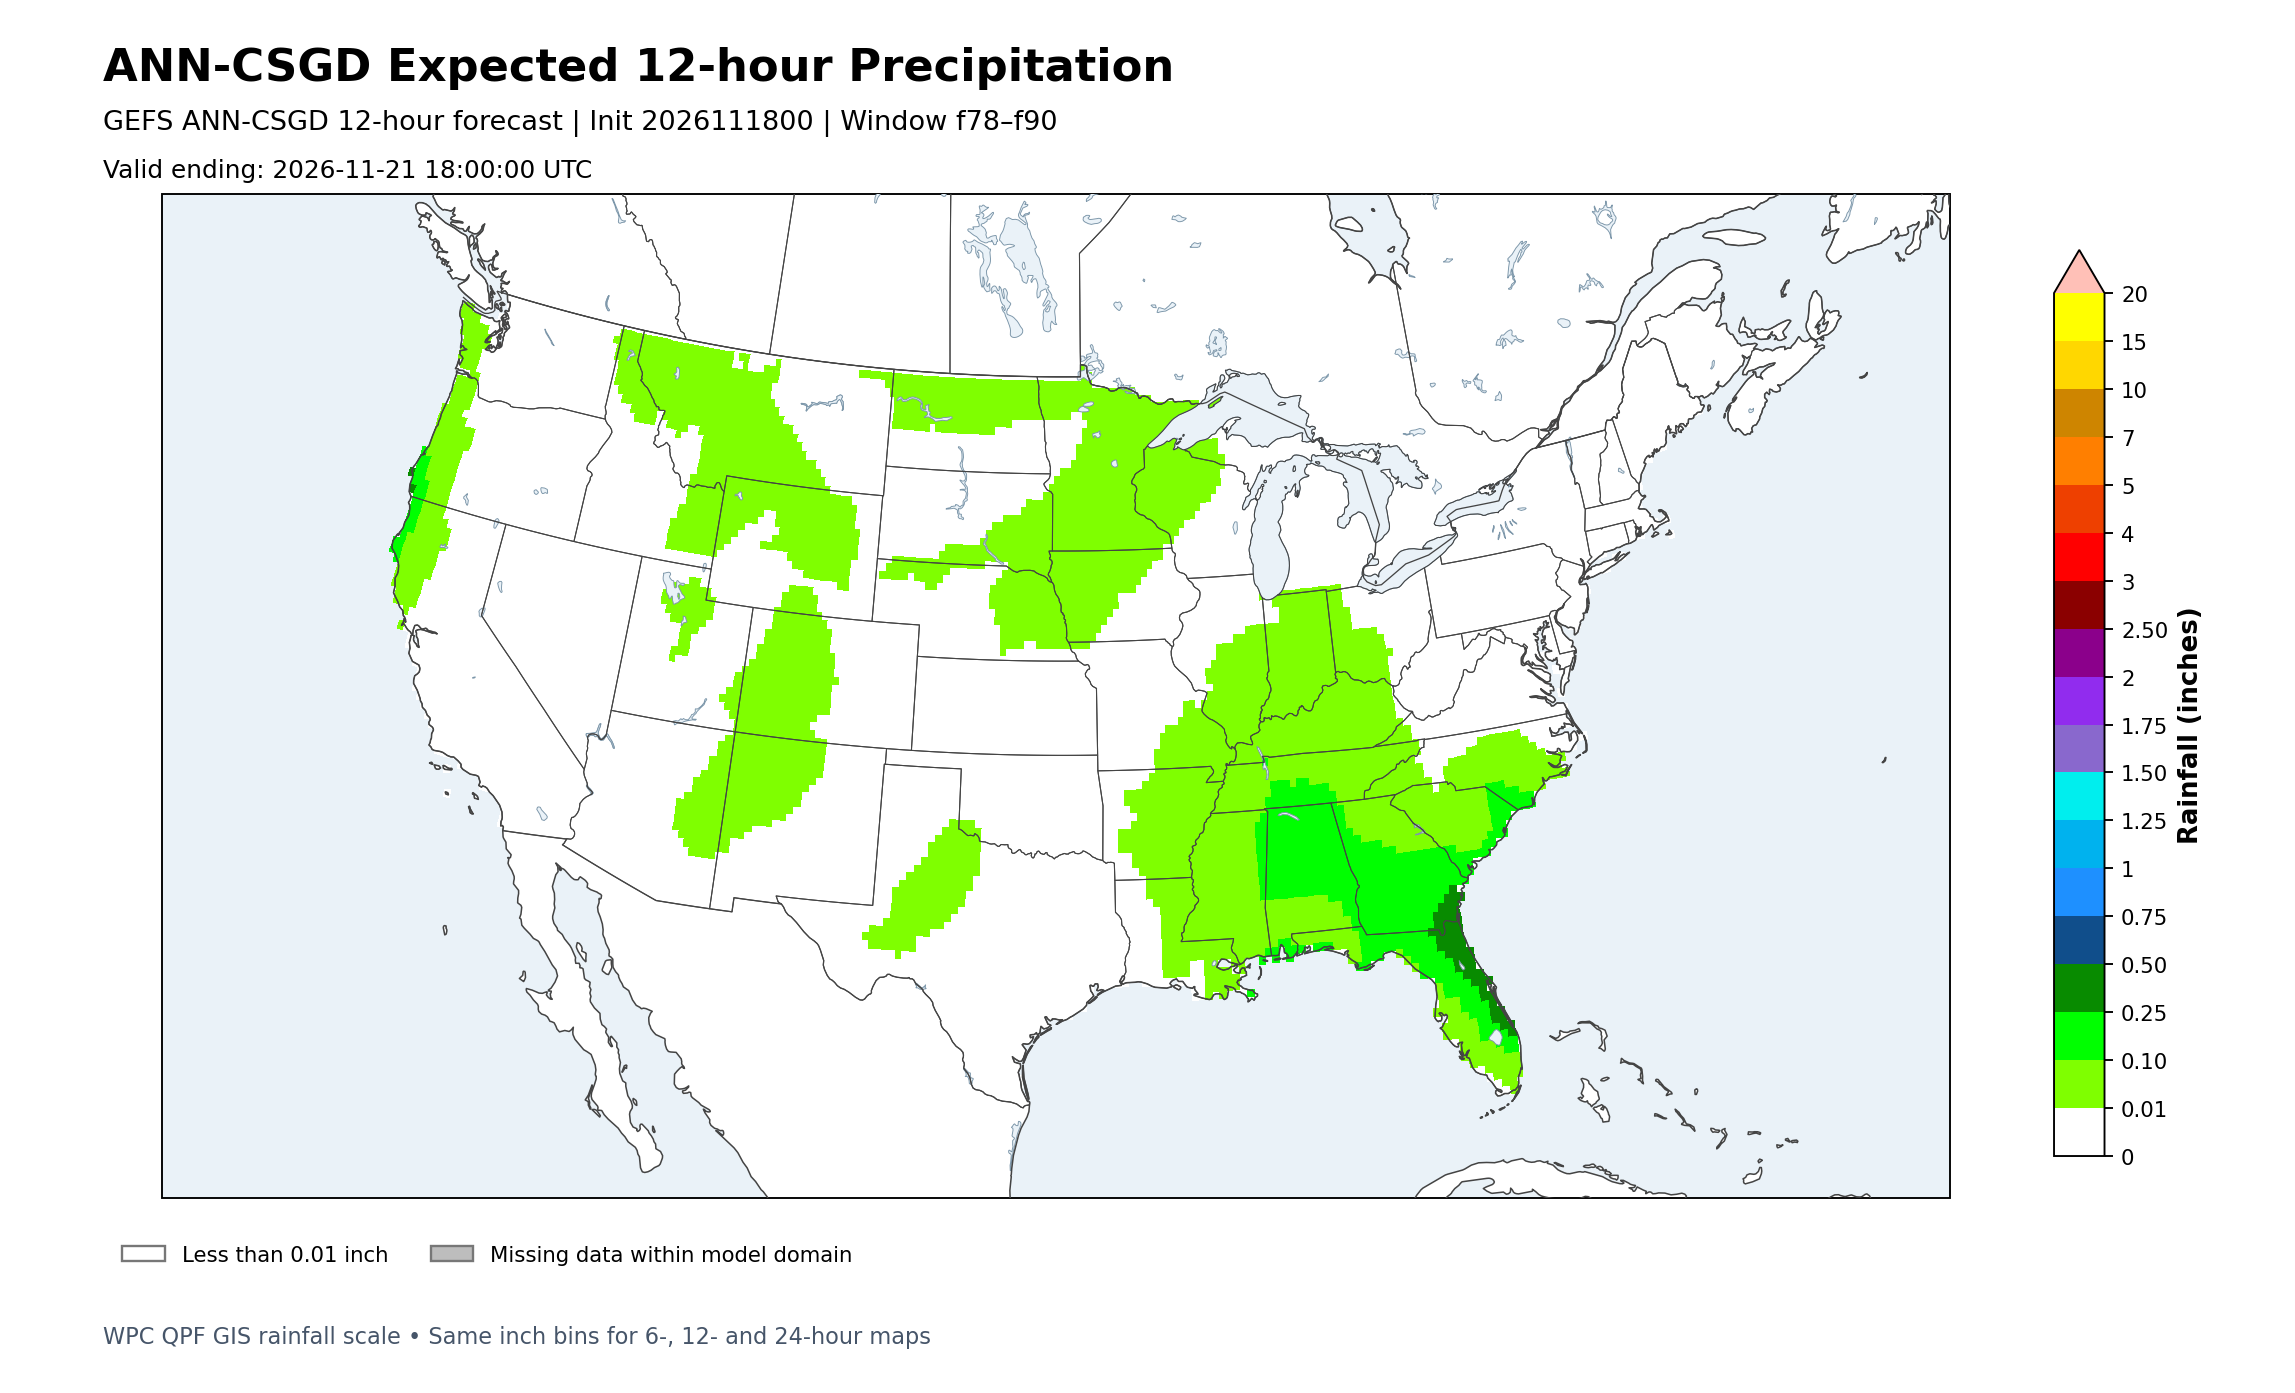 ANN-CSGD Expected 12-hour Precipitation
GEFS ANN-CSGD 12-hour forecast | Init 2026111800 | Window f78–f90
Valid ending: 2026-11-21 18:00:00 UTC
20
15
10
7
5
4
3
2.50
2
1.75
1.50
1.25
1
0.75
0.50
0.25
0.10
0.01
0
Rainfall (inches)
Less than 0.01 inch
Missing data within model domain
WPC QPF GIS rainfall scale • Same inch bins for 6-, 12- and 24-hour maps